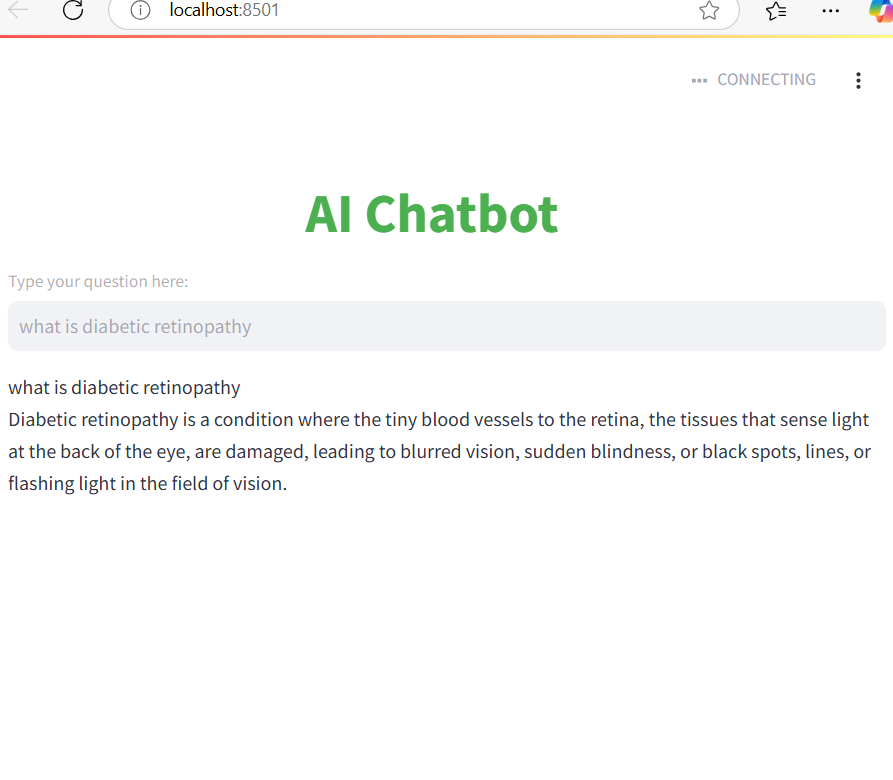 localhost:8501
CONNECTING
AI Chatbot
Type your question here:
what is diabetic retinopathy
what is diabetic retinopathy
Diabetic retinopathy is a condition where the tiny blood vessels to the retina, the tissues that sense light
at the back of the eye, are damaged, leading to blurred vision, sudden blindness, or black spots, lines, or
flashing light in the field of vision.